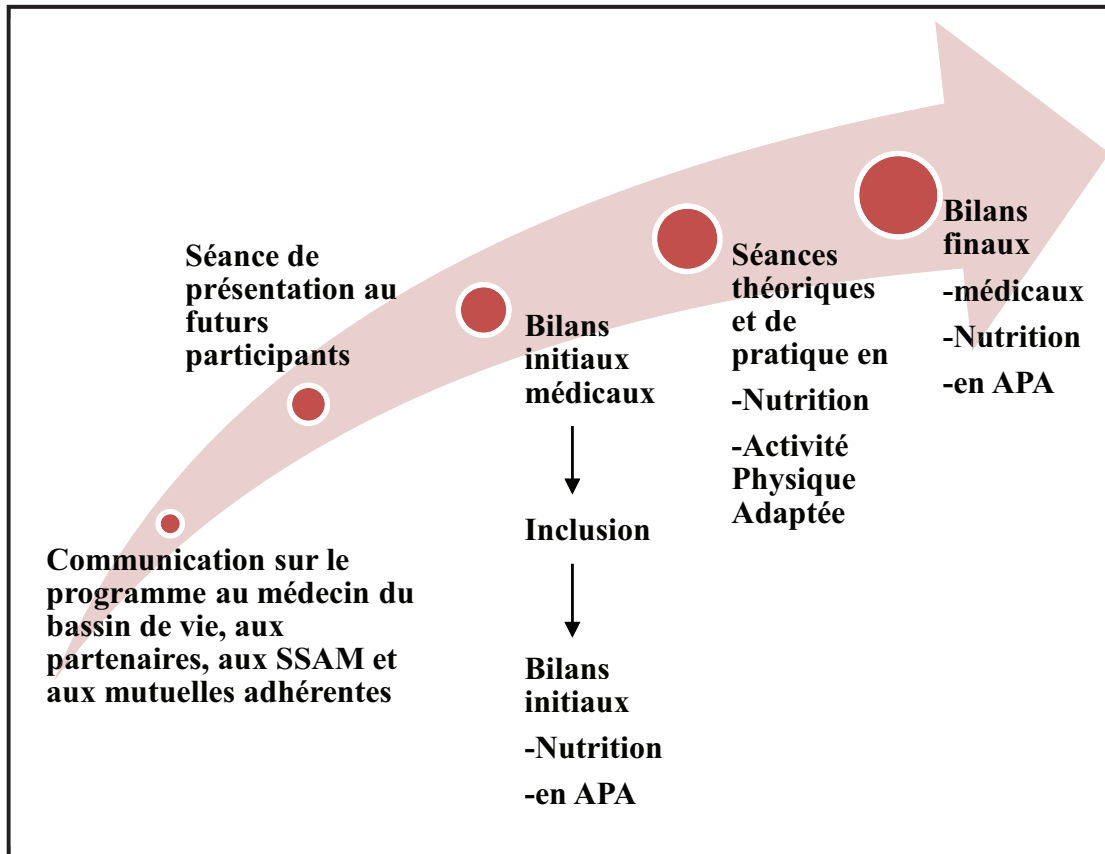 Communication sur le
programme au médecin du
bassin de vie, aux
partenaires, aux SSAM et
aux mutuelles adhérentes
Séance de
présentation au
futurs
participants
Bilans
initiaux
médicaux
Inclusion
Bilans
initiaux
-Nutrition
-en APA
Séances
théoriques
et de
pratique en
-Nutrition
-Activité
Physique
Adaptée
Bilans
finaux
-médicaux
-Nutrition
-en APA